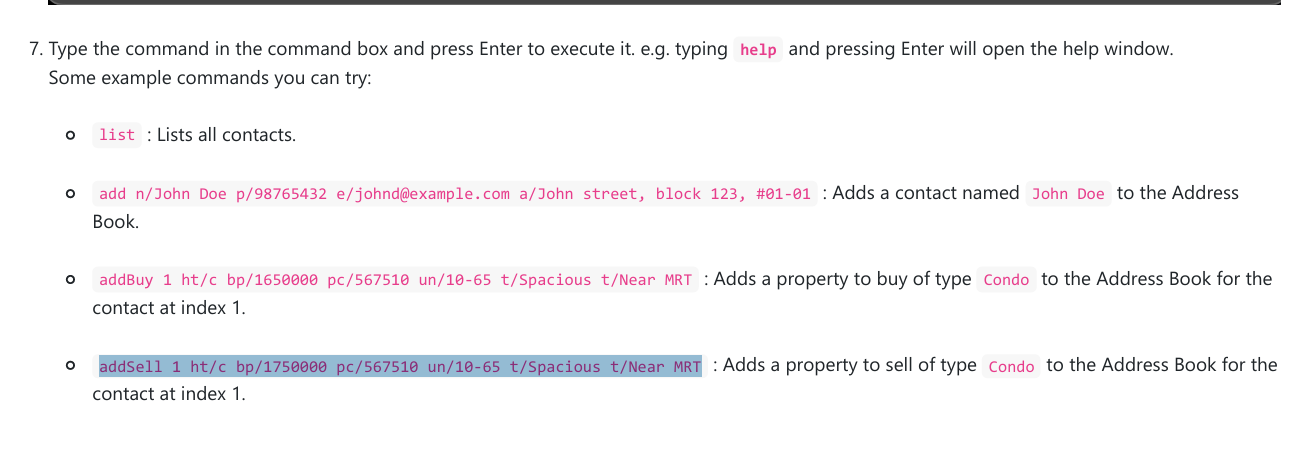 7. Type the command in the command box and press Enter to execute it. e.g. typing help and pressing Enter will open the help window.
Some example commands you can try:
list : Lists all contacts.
add n/John Doe p/98765432 e/johnd@example.com a/John street, block 123, #01-01 : Adds a contact named John Doe to the Address
Book.
addBuy 1 ht/c bp/1650000 pc/567510 un/10-65 t/Spacious t/Near MRT : Adds a property to buy of type Condo to the Address Book for the
contact at index 1.
addSell 1 ht/c bp/1750000 pc/567510 un/10-65 t/Spacious t/Near MRT : Adds a property to sell of type Condo to the Address Book for the
contact at index 1.